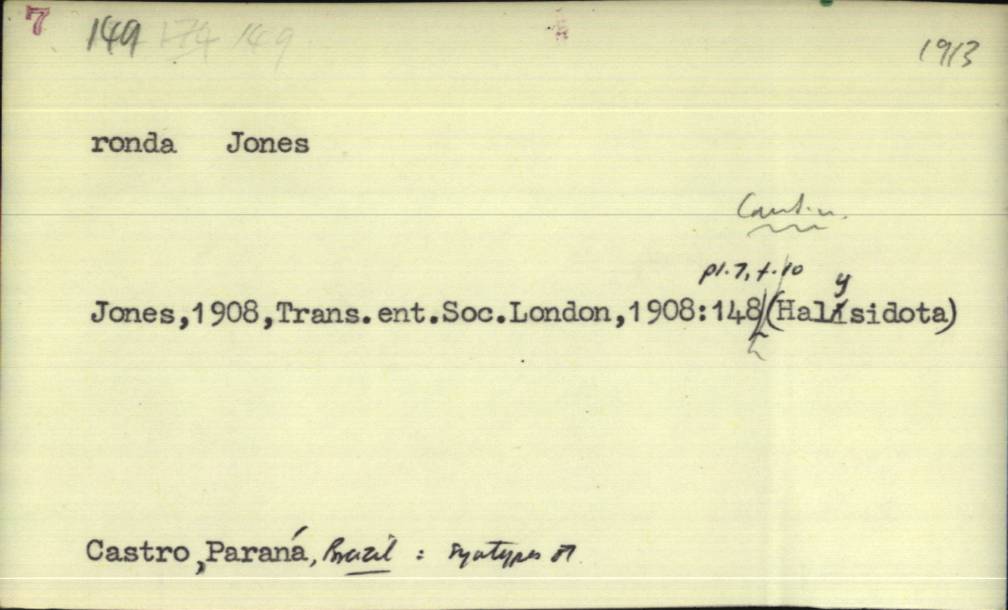 7 149 174 149
1913
ronda Jones
pl. 7, f. 10 y
Jones,1908,Trans.ent.Soc.London,1908:148 (Halisidota)
Castro, Paraná, Brazil : syntypes